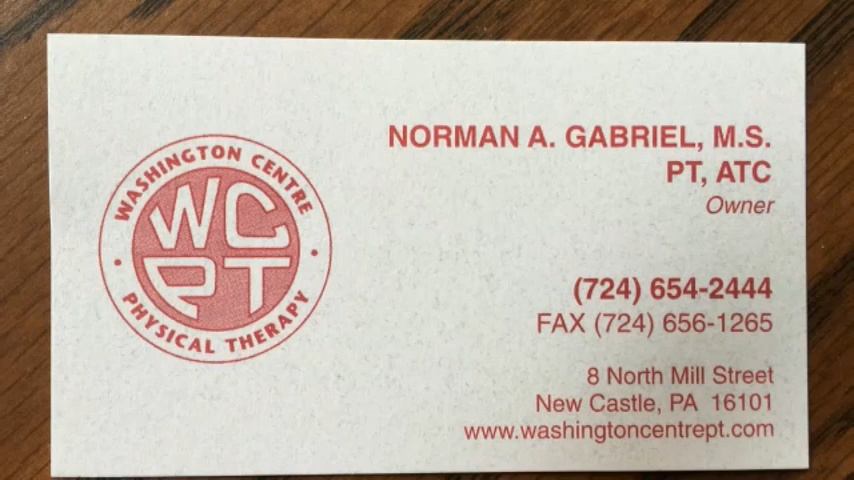 WASHINGTON CENTRE
WC
PT
PHYSICAL THERAPY
NORMAN A. GABRIEL, M.S.
PT, ATC
Owner
(724) 654-2444
FAX (724) 656-1265
8 North Mill Street
New Castle, PA 16101
www.washingtoncentrept.com